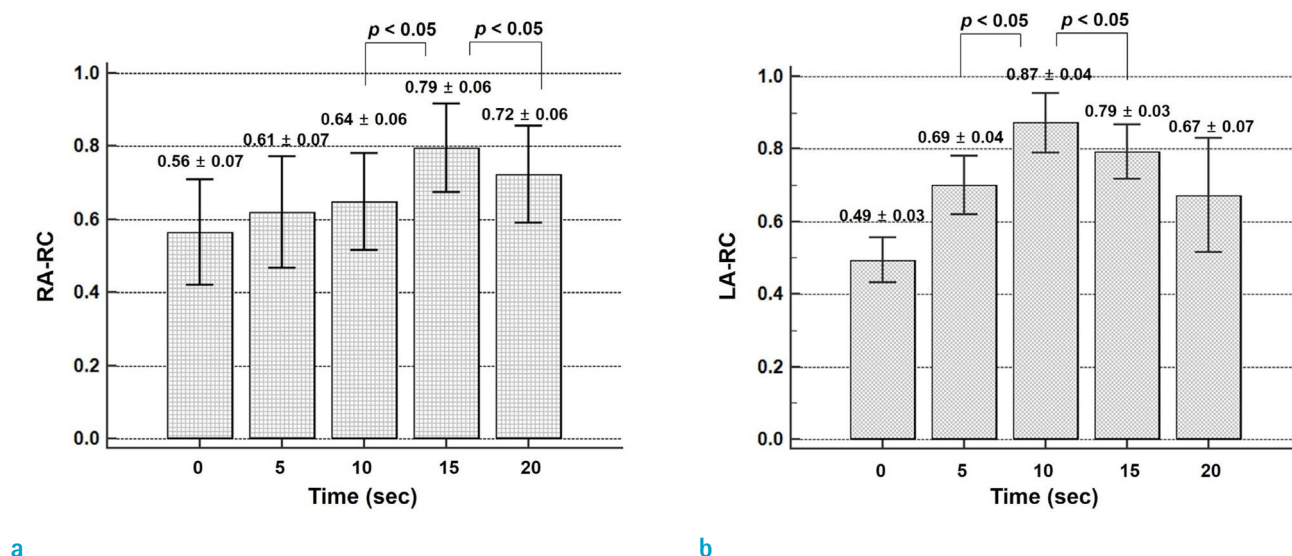 p < 0.05
p < 0.05
1.0
0.8
0.6
0.4
0.2
0.0
RA-RC
0.56 ± 0.07
0.61 ± 0.07
0.64 ± 0.06
0.79 ± 0.06
0.72 ± 0.06
0
5
10
15
20
Time (sec)
a
p < 0.05
p < 0.05
1.0
0.8
0.6
0.4
0.2
0.0
LA-RC
0.49 ± 0.03
0.69 ± 0.04
0.87 ± 0.04
0.79 ± 0.03
0.67 ± 0.07
0
5
10
15
20
Time (sec)
b